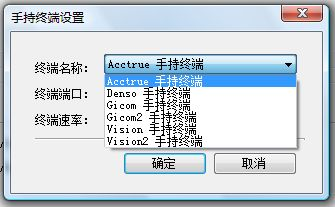 手持终端设置
终端名称： Acctrue 手持终端
Acctrue 手持终端
终端端口： Denso 手持终端
Gicom 手持终端
终端速率： Gicom2 手持终端
Vision 手持终端
Vision2 手持终端
确定 取消